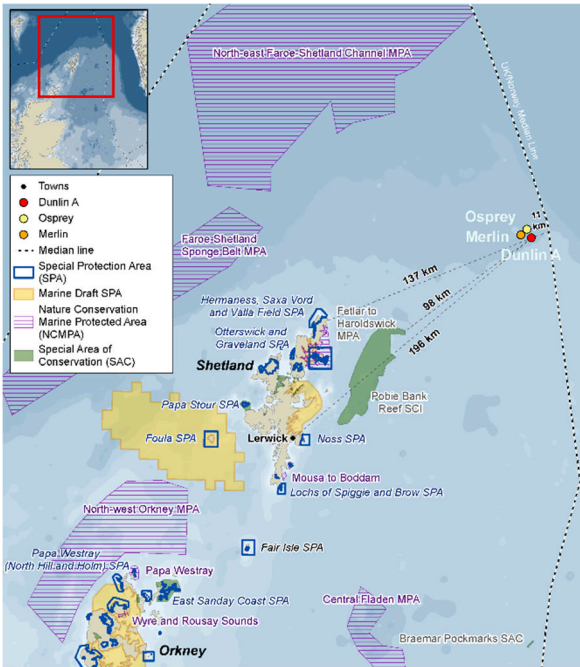 North-east Faroe-Shetland Channel MPA
UK/Norway Median Line
Towns
Dunlin A
Osprey
Merlin
Median line
Special Protection Area
(SPA)
Marine Draft SPA
Nature Conservation
Marine Protected Area
(NCMPA)
Special Area of
Conservation (SAC)
Osprey
Merlin
Dunlin A
11
km
137 km
98 km
196 km
Faroe-Shetland
Sponge Belt MPA
Hermaness, Saxa Vord
and Valla Field SPA
Fetlar to
Haroldswick
MPA
Otterswick and
Graveland SPA
Shetland
Pobie Bank
Reef SCI
Papa Stour SPA
Foula SPA
Lerwick
Noss SPA
Mousa to Boddam
Lochs of Spiggie and Brow SPA
North-west Orkney MPA
Fair Isle SPA
Papa Westray
(North Hill and Holm) SPA
Papa Westray
East Sanday Coast SPA
Wyre and Rousay Sounds
Central Fladen MPA
Braemar Pockmarks SAC
Orkney